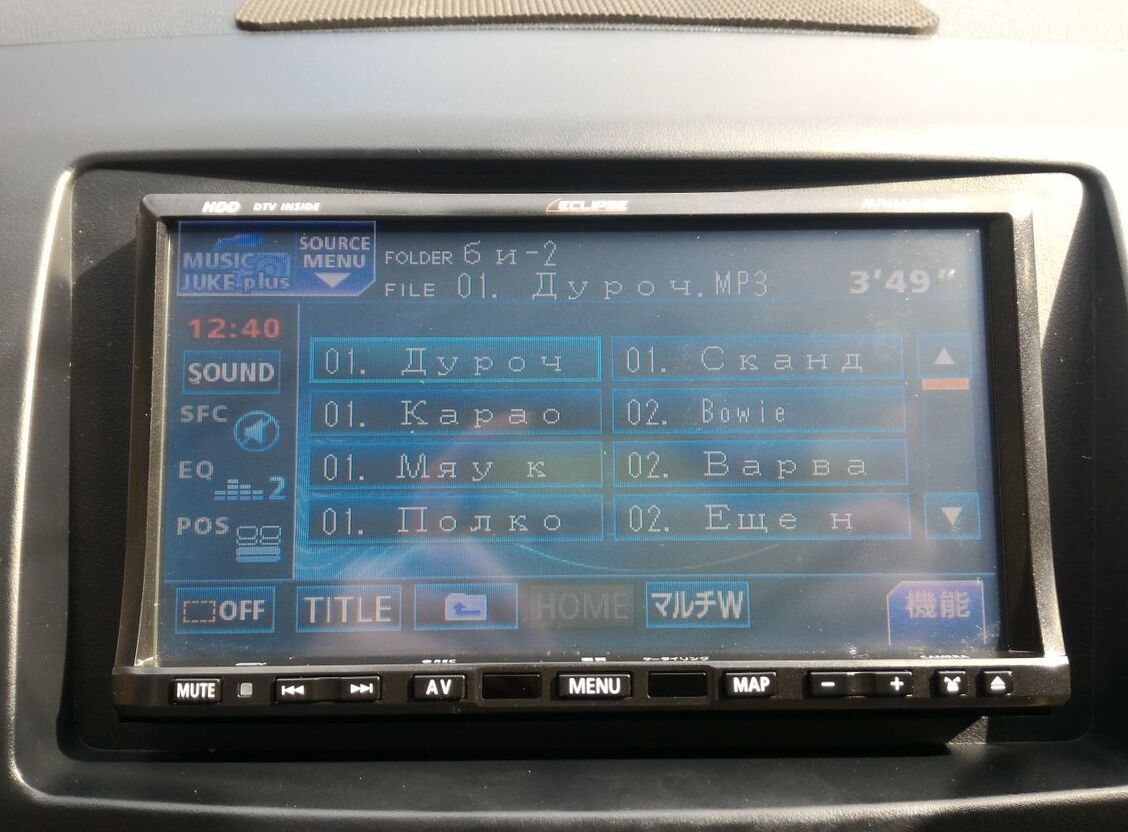 HDD DTV INSIDE ECLIPSE
MUSIC JUKE-plus
SOURCE MENU
FOLDER би-2
FILE 01. Дуроч.MP3 3'49"
12:40
SOUND
SFC
EQ 2
POS
01. Дуроч 01. Сканд
01. Карао 02. Bowie
01. Мяу к 02. Варва
01. Полко 02. Еще н
OFF TITLE HOME マルチW 機能
MUTE AV MENU MAP - +